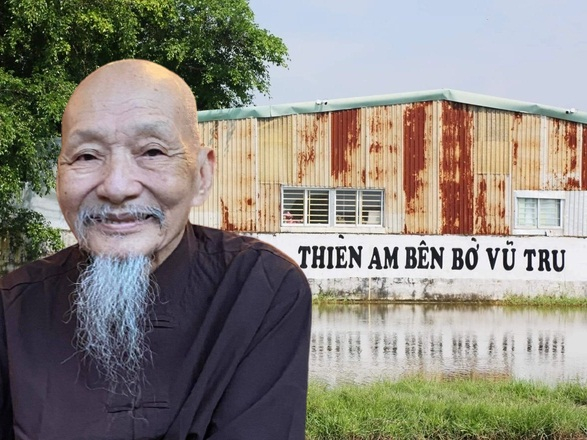 THIỀN AM BÊN BỜ VŨ TRỤ